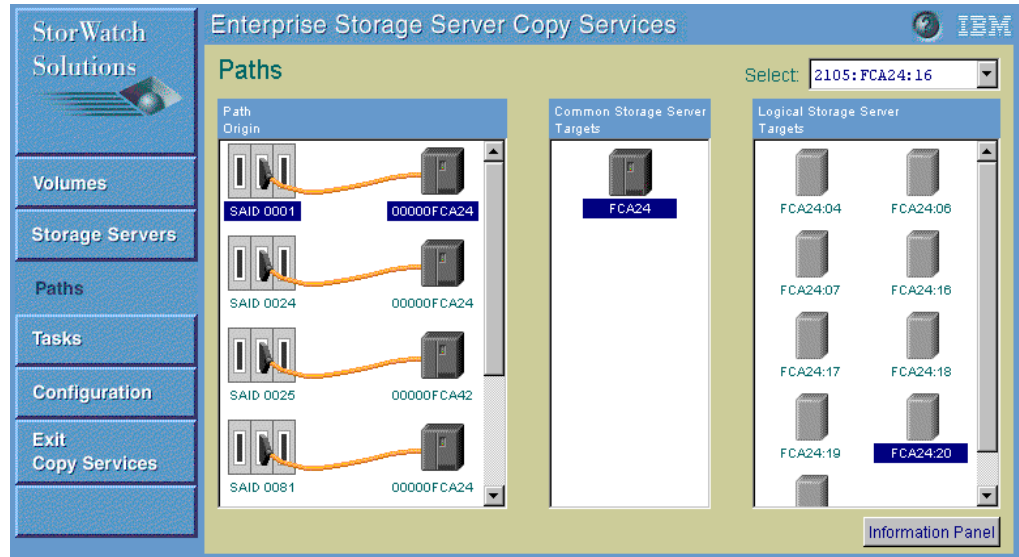 StorWatch
Solutions
Enterprise Storage Server Copy Services
? IBM
Paths
Select: 2105:FCA24:16
Volumes
Storage Servers
Paths
Tasks
Configuration
Exit
Copy Services
Path
Origin
SAID 0001 00000FCA24
SAID 0024 00000FCA24
SAID 0025 00000FCA42
SAID 0081 00000FCA24
Common Storage Server
Targets
FCA24
Logical Storage Server
Targets
FCA24:04 FCA24:06
FCA24:07 FCA24:16
FCA24:17 FCA24:18
FCA24:19 FCA24:20
Information Panel